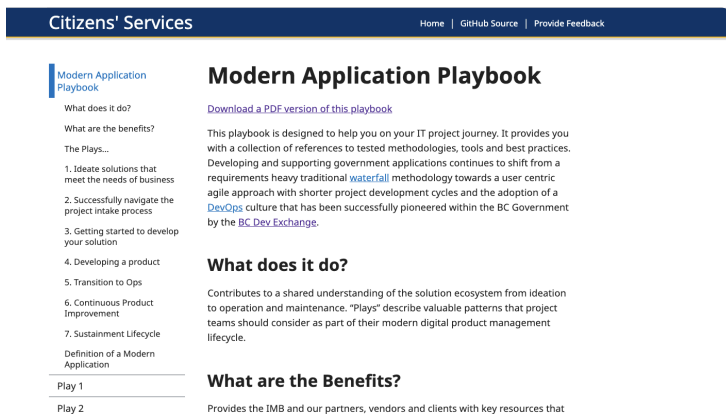 Citizens' Services
Home | GitHub Source | Provide Feedback
Modern Application
Playbook
What does it do?
What are the benefits?
The Plays...
1. Ideate solutions that
meet the needs of business
2. Successfully navigate the
project intake process
3. Getting started to develop
your solution
4. Developing a product
5. Transition to Ops
6. Continuous Product
Improvement
7. Sustainment Lifecycle
Definition of a Modern
Application
Play 1
Play 2
Modern Application Playbook
Download a PDF version of this playbook
This playbook is designed to help you on your IT project journey. It provides you
with a collection of references to tested methodologies, tools and best practices.
Developing and supporting government applications continues to shift from a
requirements heavy traditional waterfall methodology towards a user centric
agile approach with shorter project development cycles and the adoption of a
DevOps culture that has been successfully pioneered within the BC Government
by the BC Dev Exchange.
What does it do?
Contributes to a shared understanding of the solution ecosystem from ideation
to operation and maintenance. “Plays” describe valuable patterns that project
teams should consider as part of their modern digital product management
lifecycle.
What are the Benefits?
Provides the IMB and our partners, vendors and clients with key resources that